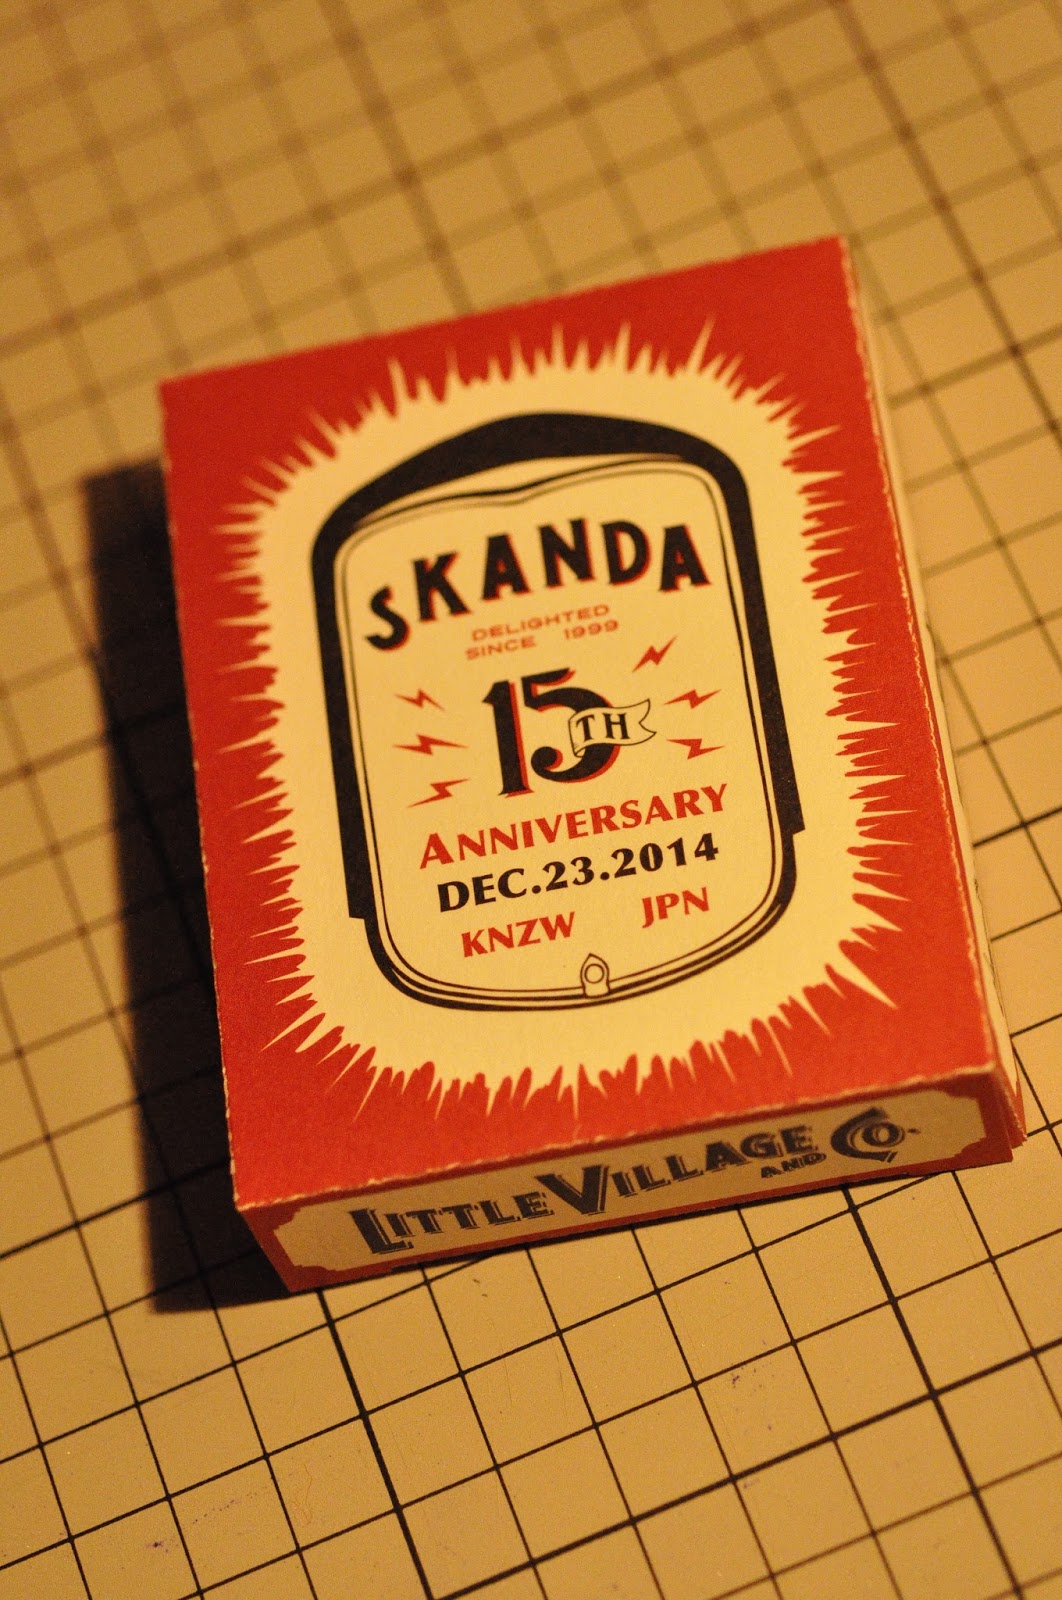 SKANDA
DELIGHTED
SINCE 1999
15TH
ANNIVERSARY
DEC.23.2014
KNZW JPN
LITTLE VILLAGE AND CO.